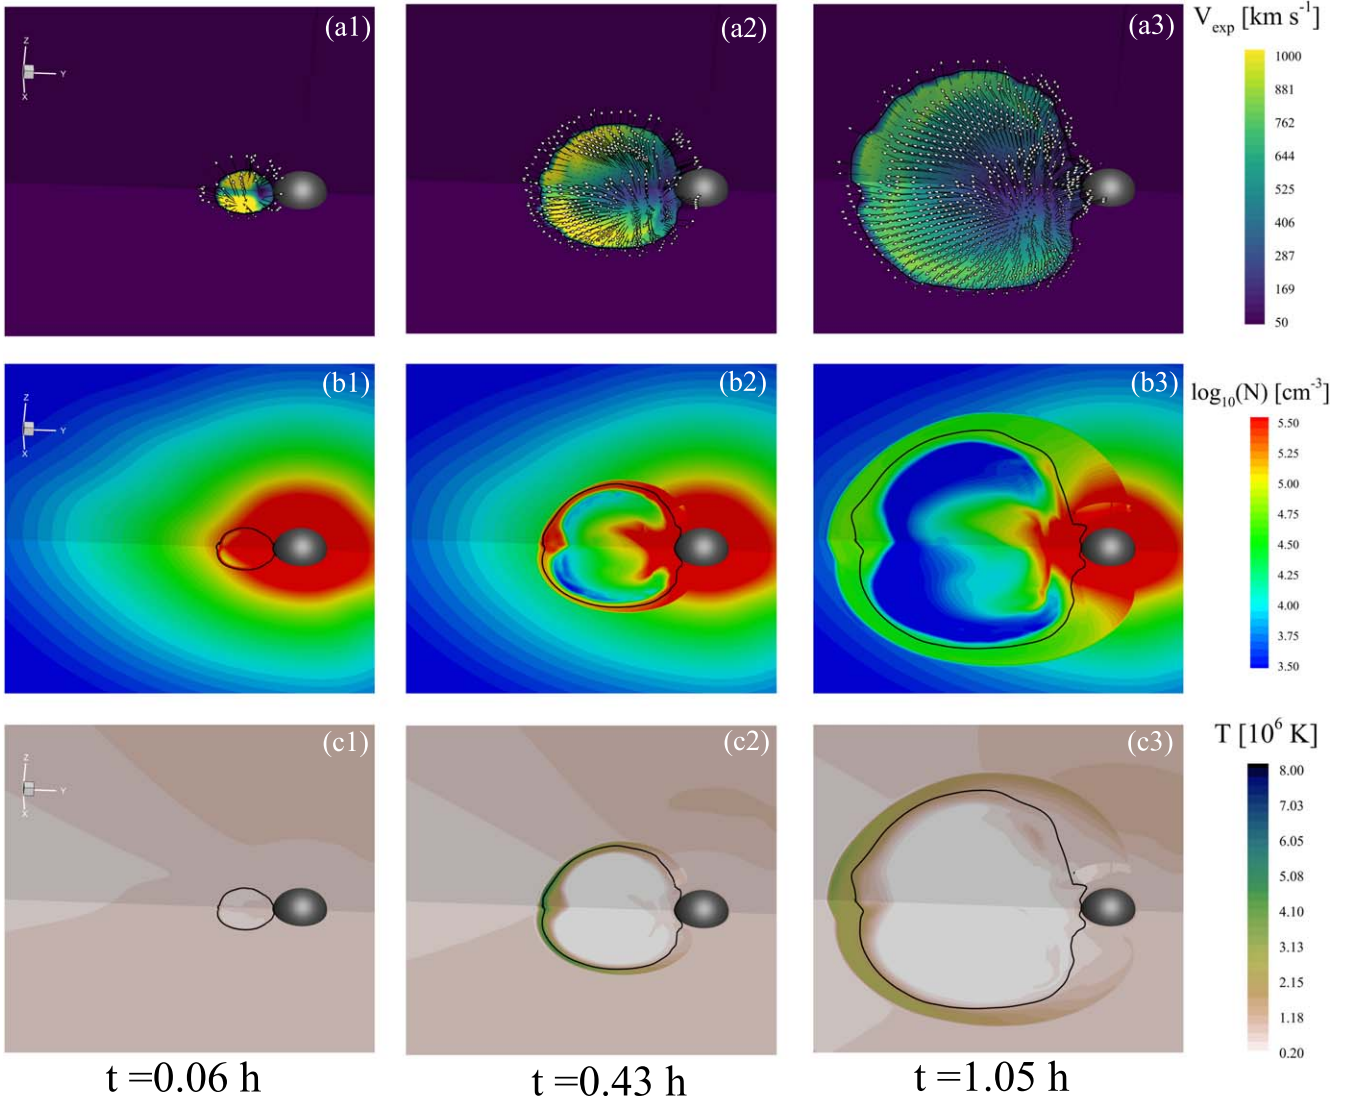 (a1)
(a2)
(a3)
V_exp [km s⁻¹]
Z
Y
X
1000
881
762
644
525
406
287
169
50
(b1)
(b2)
(b3)
log₁₀(N) [cm⁻³]
Z
Y
X
5.50
5.25
5.00
4.75
4.50
4.25
4.00
3.75
3.50
(c1)
(c2)
(c3)
T [10⁶ K]
Z
Y
X
8.00
7.03
6.05
5.08
4.10
3.13
2.15
1.18
0.20
t =0.06 h
t =0.43 h
t =1.05 h